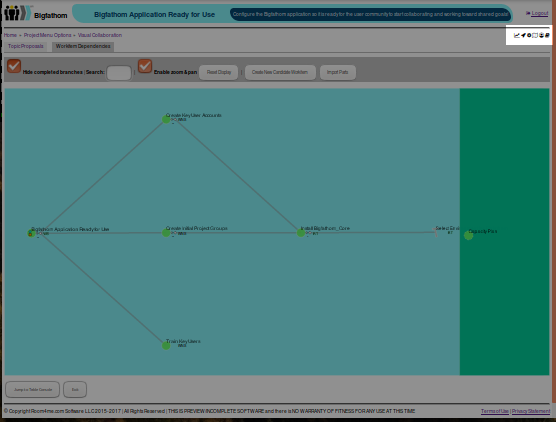 Bigfathom
Bigfathom Application Ready for Use
Configure the Bigfathom application so it is ready for the user community to start collaborating and working toward shared goals.
Logout
Home » Project Menu Options » Visual Collaboration
Topic Proposals
Workitem Dependencies
Hide completed branches | Search:
Enable zoom & pan
Reset Display
Create New Candidate Workitem
Import Parts
Create Key User Accounts
Bigfathom Application Ready for Use
Create Initial Project Groups
Install Bigfathom_Core
Capacity Plan
Train Key Users
Jump to Table Console
Exit
© Copyright Room4me.com Software LLC 2015-2017 | All Rights Reserved | THIS IS PREVIEW INCOMPLETE SOFTWARE and there is NO WARRANTY OF FITNESS FOR ANY USE AT THIS TIME
Terms of Use | Privacy Statement